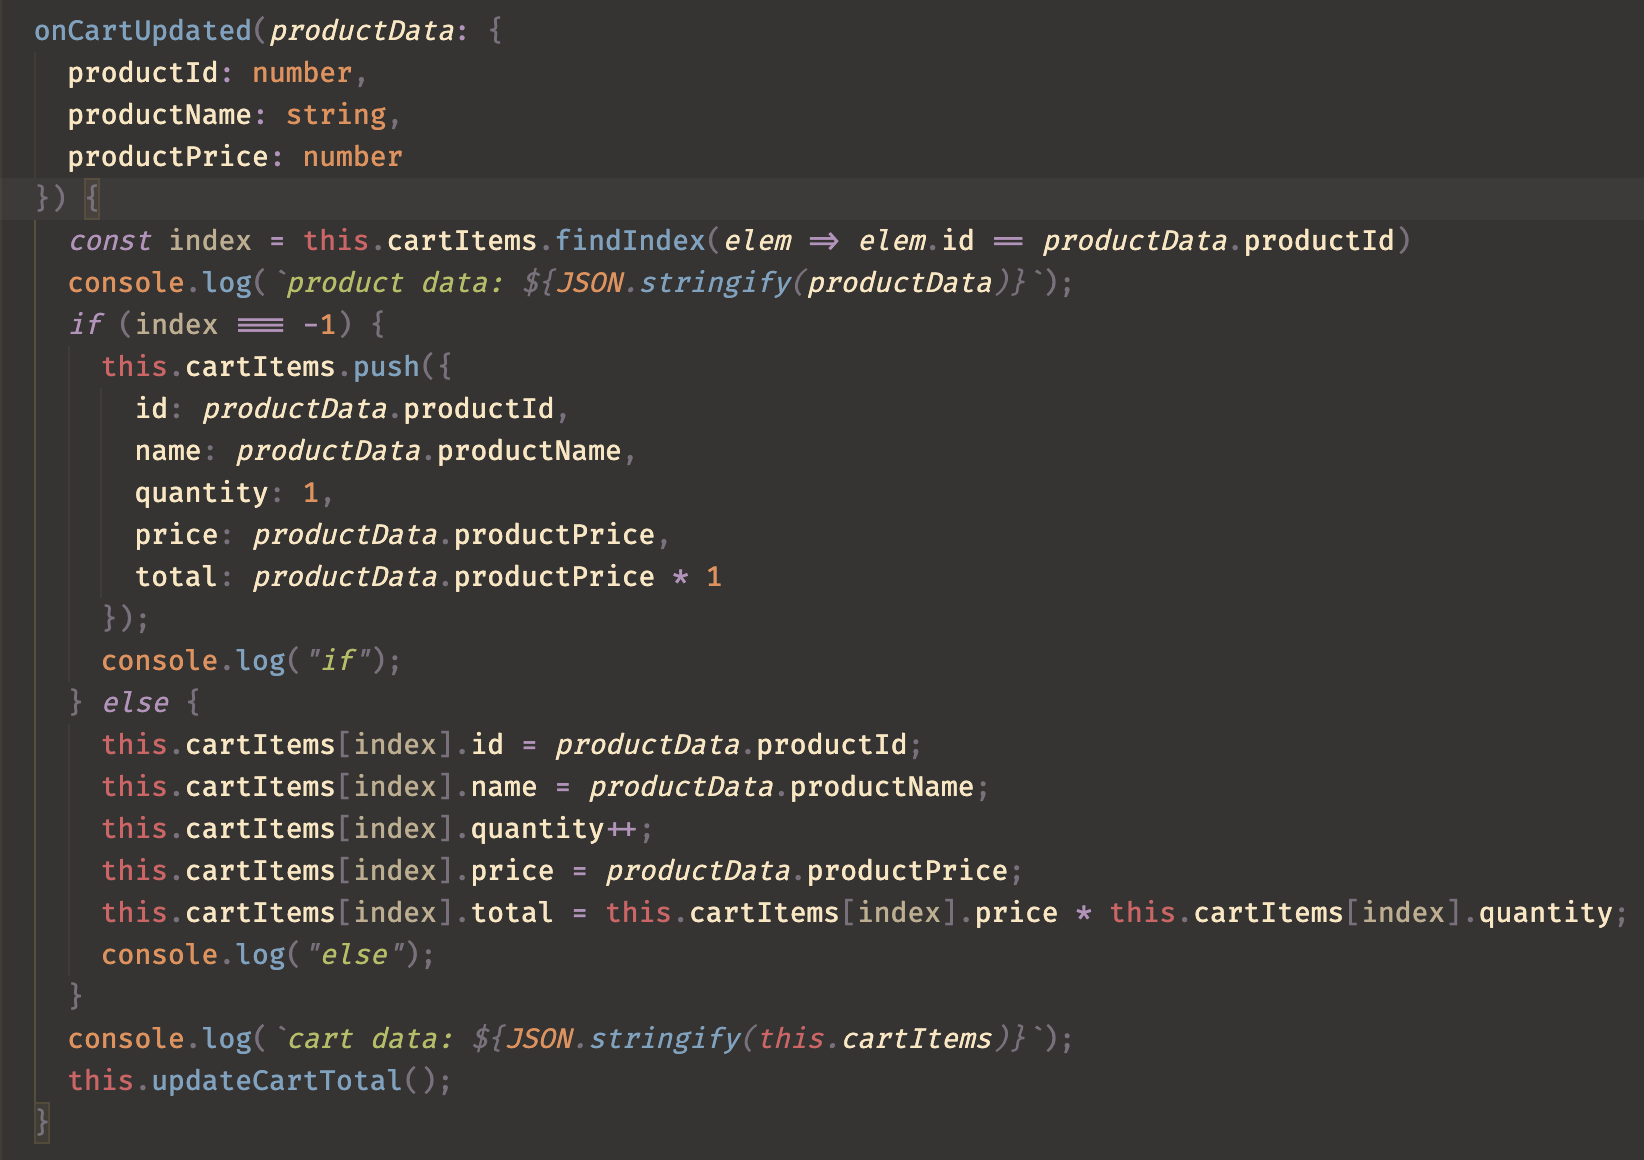 onCartUpdated(productData: {
  productId: number,
  productName: string,
  productPrice: number
}) {
  const index = this.cartItems.findIndex(elem => elem.id == productData.productId)
  console.log(`product data: ${JSON.stringify(productData)}`);
  if (index === -1) {
    this.cartItems.push({
      id: productData.productId,
      name: productData.productName,
      quantity: 1,
      price: productData.productPrice,
      total: productData.productPrice * 1
    });
    console.log("if");
  } else {
    this.cartItems[index].id = productData.productId;
    this.cartItems[index].name = productData.productName;
    this.cartItems[index].quantity++;
    this.cartItems[index].price = productData.productPrice;
    this.cartItems[index].total = this.cartItems[index].price * this.cartItems[index].quantity;
    console.log("else");
  }
  console.log(`cart data: ${JSON.stringify(this.cartItems)}`);
  this.updateCartTotal();
}